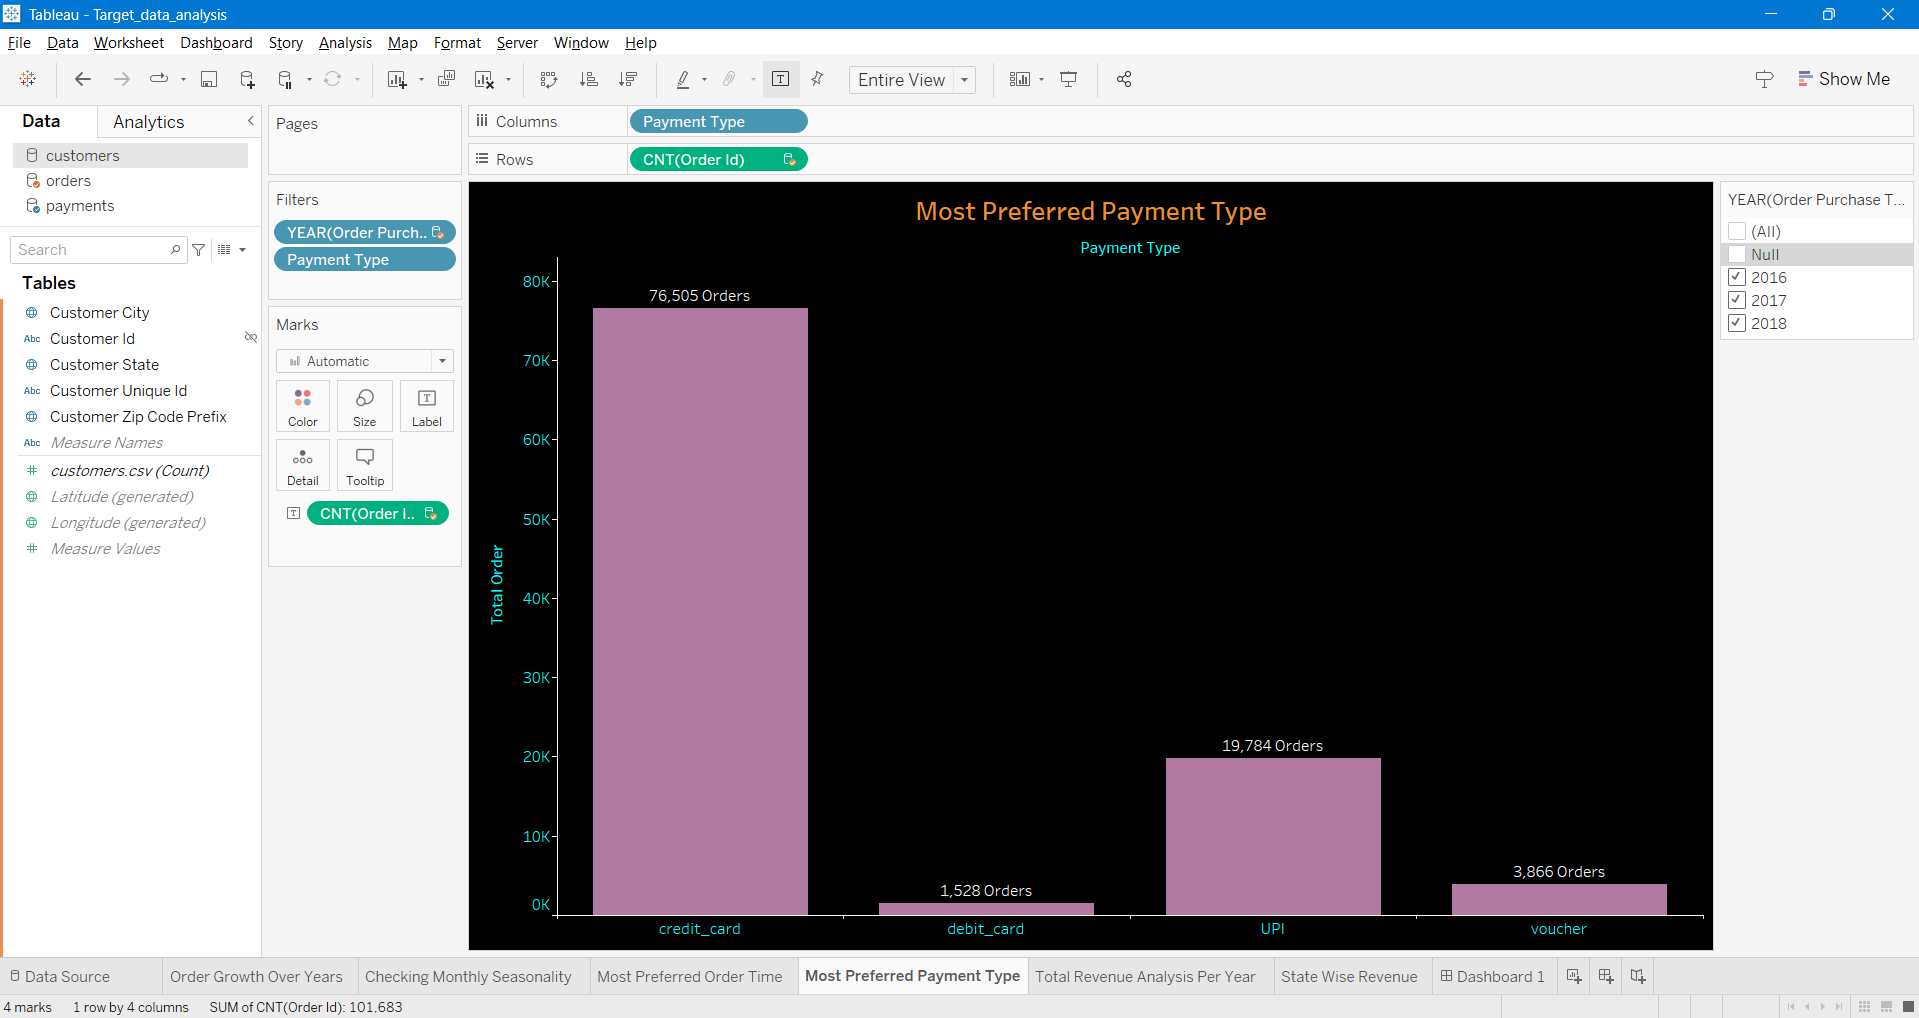 Tableau - Target_data_analysis
File Data Worksheet Dashboard Story Analysis Map Format Server Window Help
Entire View
Show Me
Data Analytics
customers
orders
payments
Search
Tables
Customer City
Abc Customer Id
Customer State
Abc Customer Unique Id
Customer Zip Code Prefix
Abc Measure Names
# customers.csv (Count)
Latitude (generated)
Longitude (generated)
# Measure Values
Pages
Filters
YEAR(Order Purch..
Payment Type
Marks
Automatic
Color Size Label
Detail Tooltip
CNT(Order I..
Columns Payment Type
Rows CNT(Order Id)
Most Preferred Payment Type
Payment Type
Total Order
80K
70K
60K
50K
40K
30K
20K
10K
0K
76,505 Orders
1,528 Orders
19,784 Orders
3,866 Orders
credit_card debit_card UPI voucher
YEAR(Order Purchase T...
(All)
Null
2016
2017
2018
Data Source Order Growth Over Years Checking Monthly Seasonality Most Preferred Order Time Most Preferred Payment Type Total Revenue Analysis Per Year State Wise Revenue Dashboard 1
4 marks 1 row by 4 columns SUM of CNT(Order Id): 101,683